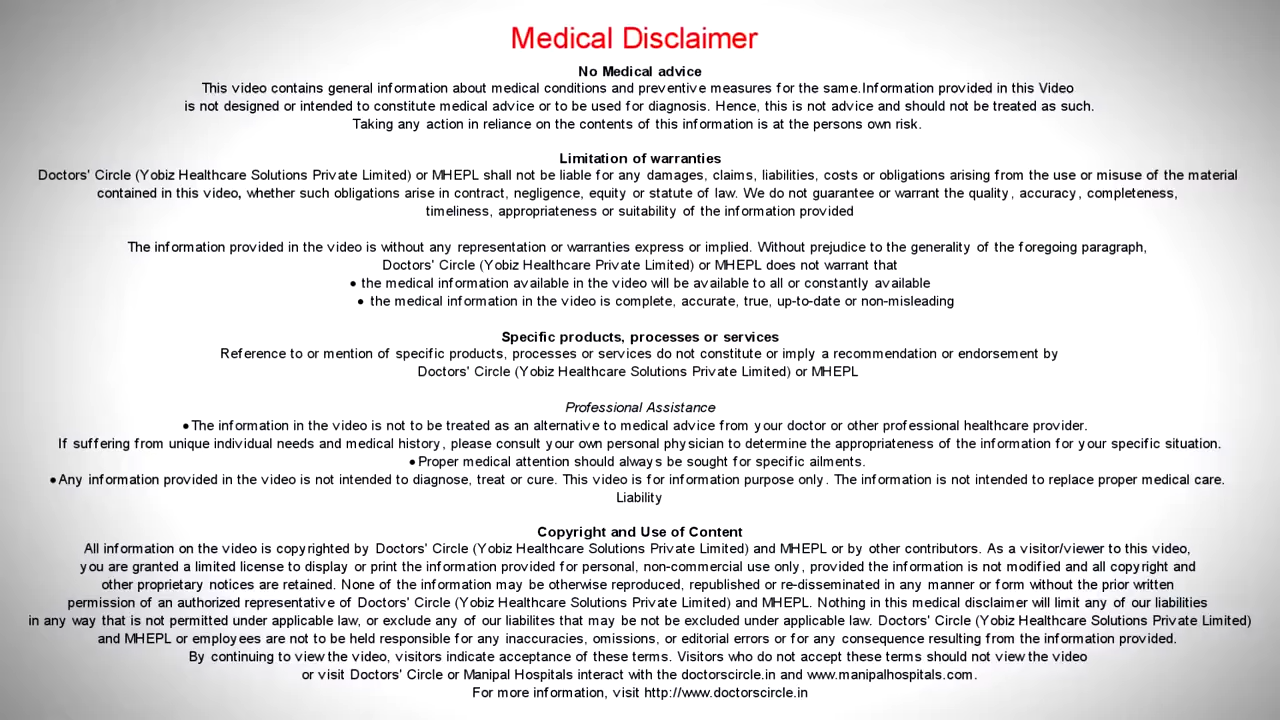 Medical Disclaimer
No Medical advice
This video contains general information about medical conditions and preventive measures for the same.Information provided in this Video
is not designed or intended to constitute medical advice or to be used for diagnosis. Hence, this is not advice and should not be treated as such.
Taking any action in reliance on the contents of this information is at the persons own risk.
Limitation of warranties
Doctors' Circle (Yobiz Healthcare Solutions Private Limited) or MHEPL shall not be liable for any damages, claims, liabilities, costs or obligations arising from the use or misuse of the material
contained in this video, whether such obligations arise in contract, negligence, equity or statute of law. We do not guarantee or warrant the quality, accuracy, completeness,
timeliness, appropriateness or suitability of the information provided
The information provided in the video is without any representation or warranties express or implied. Without prejudice to the generality of the foregoing paragraph,
Doctors' Circle (Yobiz Healthcare Private Limited) or MHEPL does not warrant that
• the medical information available in the video will be available to all or constantly available
• the medical information in the video is complete, accurate, true, up-to-date or non-misleading
Specific products, processes or services
Reference to or mention of specific products, processes or services do not constitute or imply a recommendation or endorsement by
Doctors' Circle (Yobiz Healthcare Solutions Private Limited) or MHEPL
Professional Assistance
•The information in the video is not to be treated as an alternative to medical advice from your doctor or other professional healthcare provider.
If suffering from unique individual needs and medical history, please consult your own personal physician to determine the appropriateness of the information for your specific situation.
•Proper medical attention should always be sought for specific ailments.
•Any information provided in the video is not intended to diagnose, treat or cure. This video is for information purpose only. The information is not intended to replace proper medical care.
Liability
Copyright and Use of Content
All information on the video is copyrighted by Doctors' Circle (Yobiz Healthcare Solutions Private Limited) and MHEPL or by other contributors. As a visitor/viewer to this video,
you are granted a limited license to display or print the information provided for personal, non-commercial use only, provided the information is not modified and all copyright and
other proprietary notices are retained. None of the information may be otherwise reproduced, republished or re-disseminated in any manner or form without the prior written
permission of an authorized representative of Doctors' Circle (Yobiz Healthcare Solutions Private Limited) and MHEPL. Nothing in this medical disclaimer will limit any of our liabilities
in any way that is not permitted under applicable law, or exclude any of our liabilites that may be not be excluded under applicable law. Doctors' Circle (Yobiz Healthcare Solutions Private Limited)
and MHEPL or employees are not to be held responsible for any inaccuracies, omissions, or editorial errors or for any consequence resulting from the information provided.
By continuing to view the video, visitors indicate acceptance of these terms. Visitors who do not accept these terms should not view the video
or visit Doctors' Circle or Manipal Hospitals interact with the doctorscircle.in and www.manipalhospitals.com.
For more information, visit http://www.doctorscircle.in